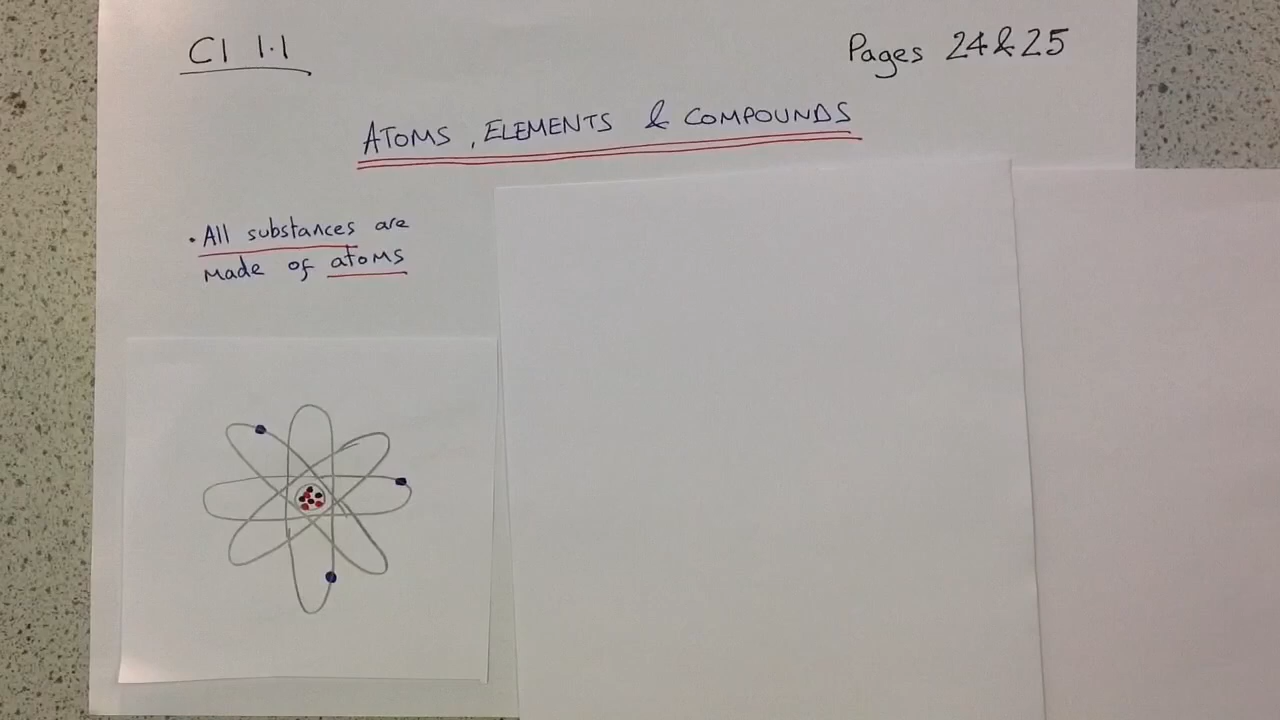 C1 1.1
Pages 24 & 25
ATOMS, ELEMENTS & COMPOUNDS
• All substances are
made of atoms